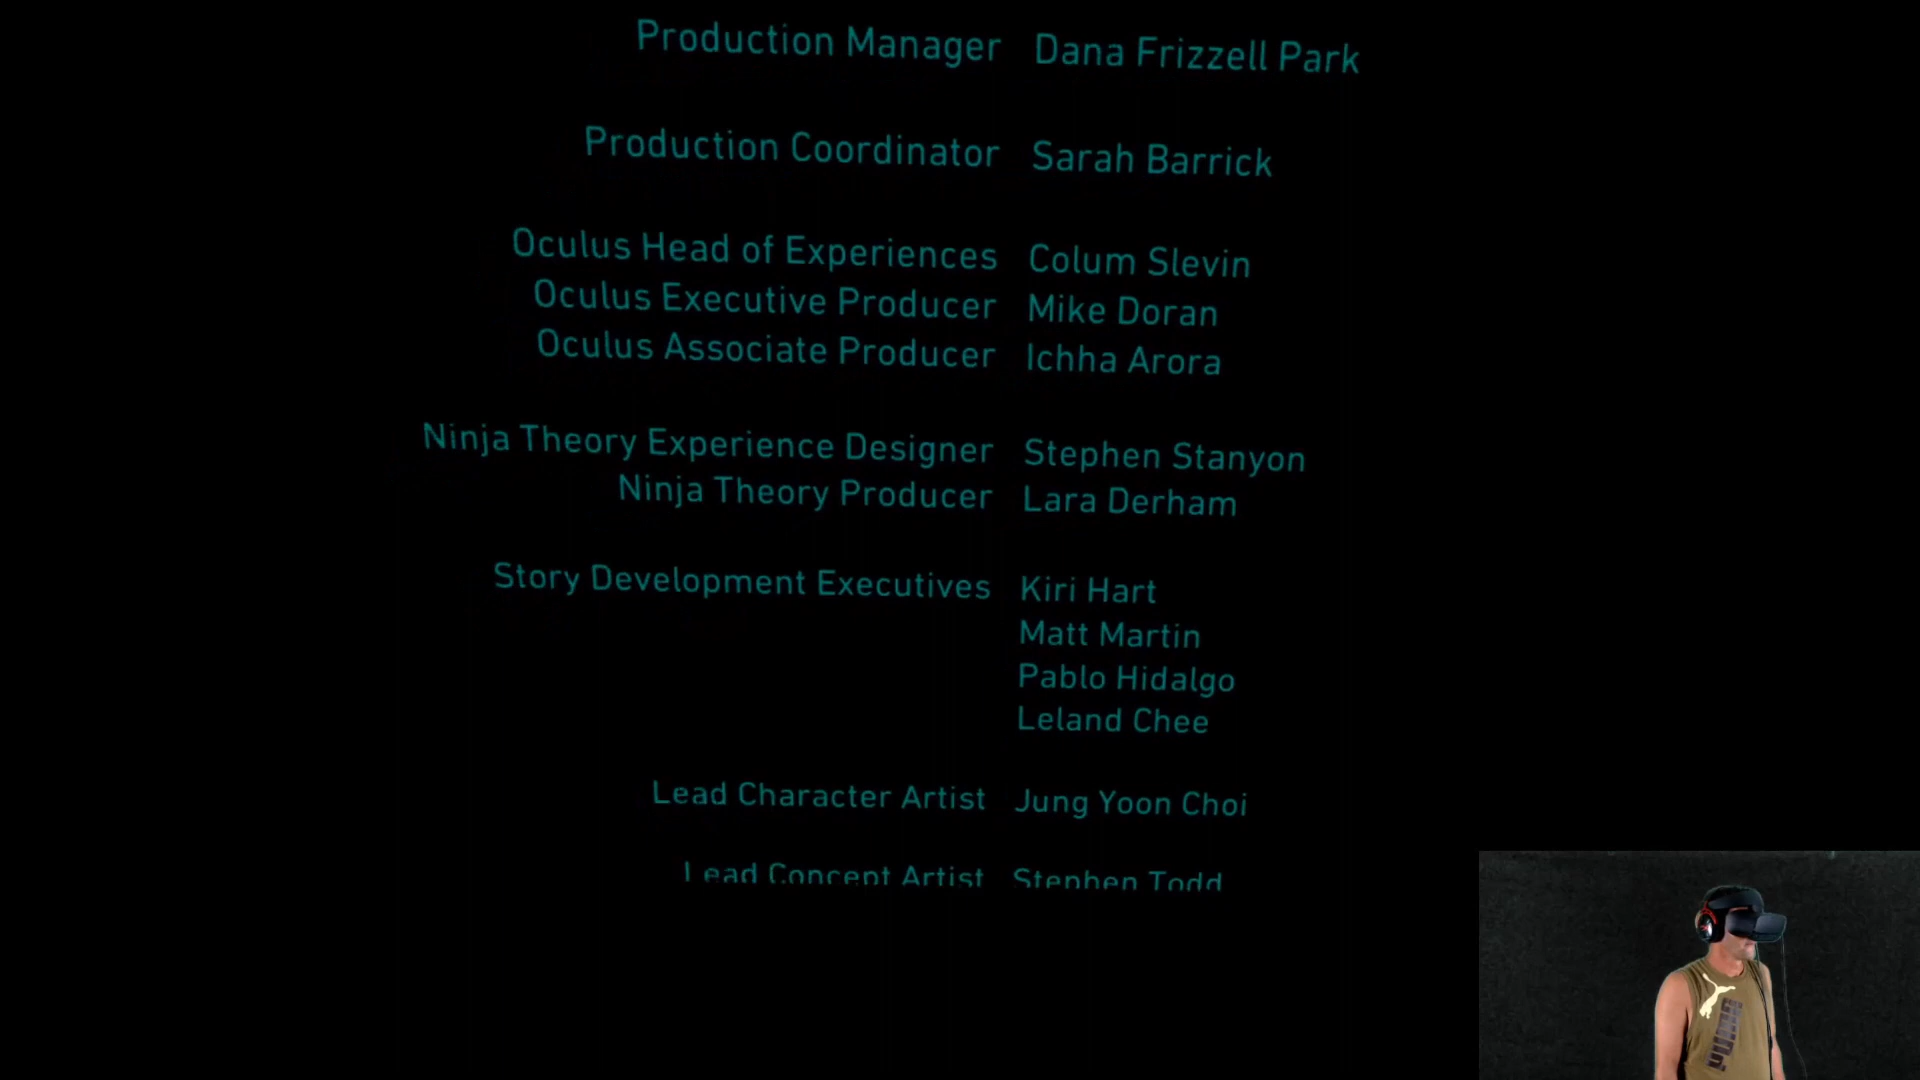 Production Manager Dana Frizzell Park
Production Coordinator Sarah Barrick
Oculus Head of Experiences Colum Slevin
Oculus Executive Producer Mike Doran
Oculus Associate Producer Ichha Arora
Ninja Theory Experience Designer Stephen Stanyon
Ninja Theory Producer Lara Derham
Story Development Executives Kiri Hart
Matt Martin
Pablo Hidalgo
Leland Chee
Lead Character Artist Jung Yoon Choi
Lead Concept Artist Stephen Todd